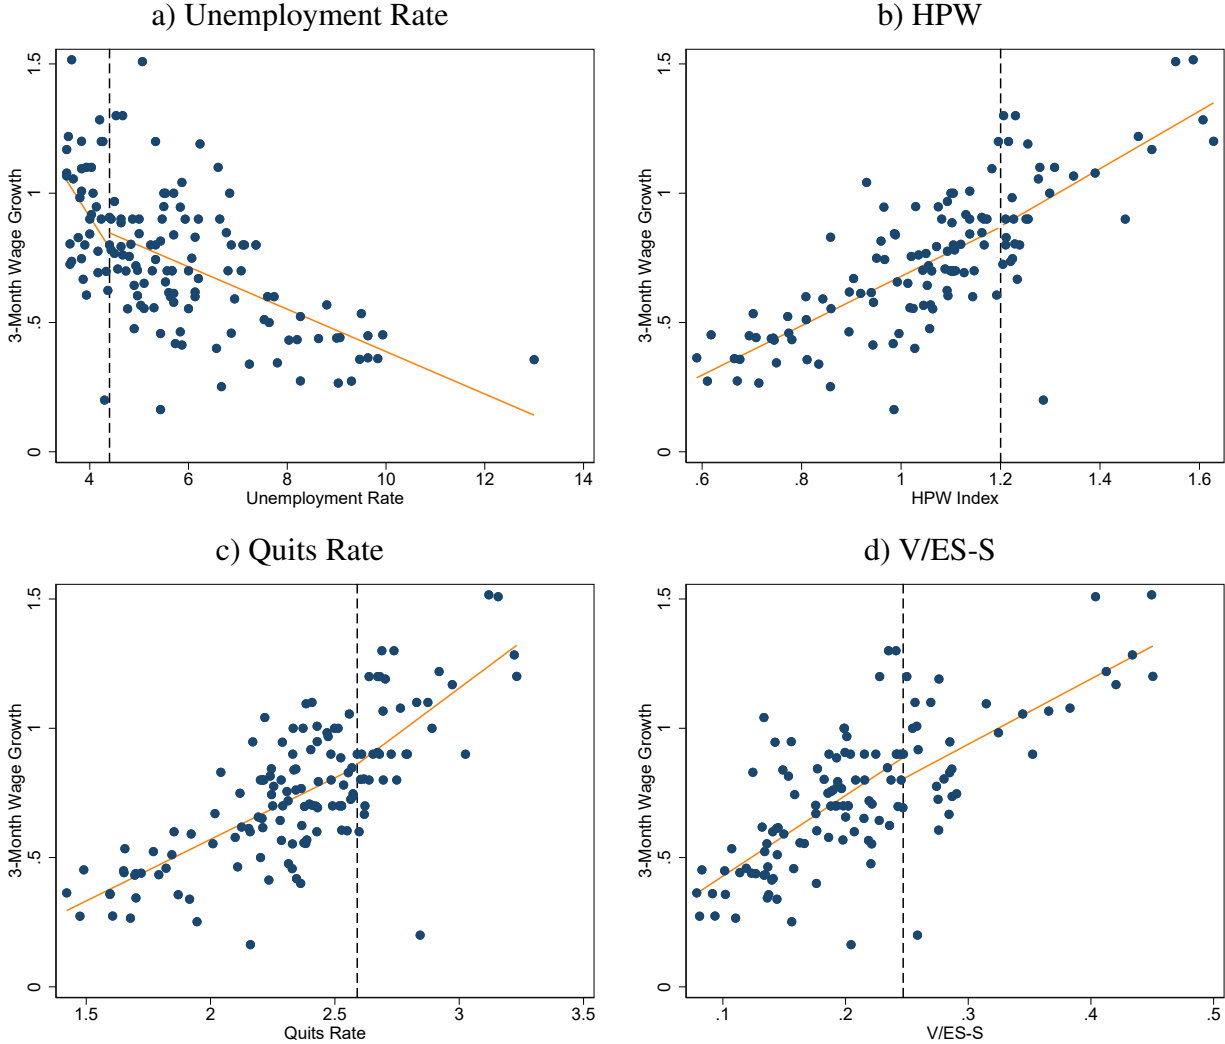 a) Unemployment Rate
3-Month Wage Growth
0 .5 1 1.5
4 6 8 10 12 14
Unemployment Rate
b) HPW
3-Month Wage Growth
0 .5 1 1.5
.6 .8 1 1.2 1.4 1.6
HPW Index
c) Quits Rate
3-Month Wage Growth
0 .5 1 1.5
1.5 2 2.5 3 3.5
Quits Rate
d) V/ES-S
3-Month Wage Growth
0 .5 1 1.5
.1 .2 .3 .4 .5
V/ES-S